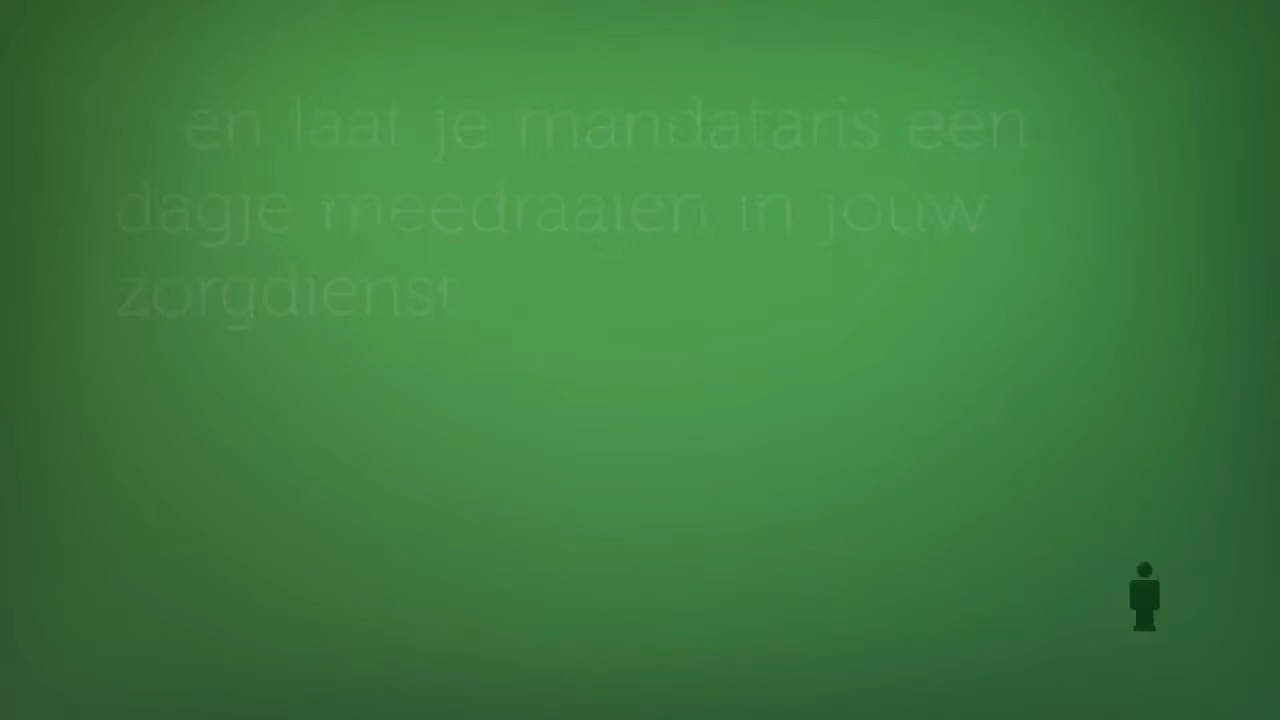 en laat je mandataris een
dagje meedraaien in jouw
zorgdienst